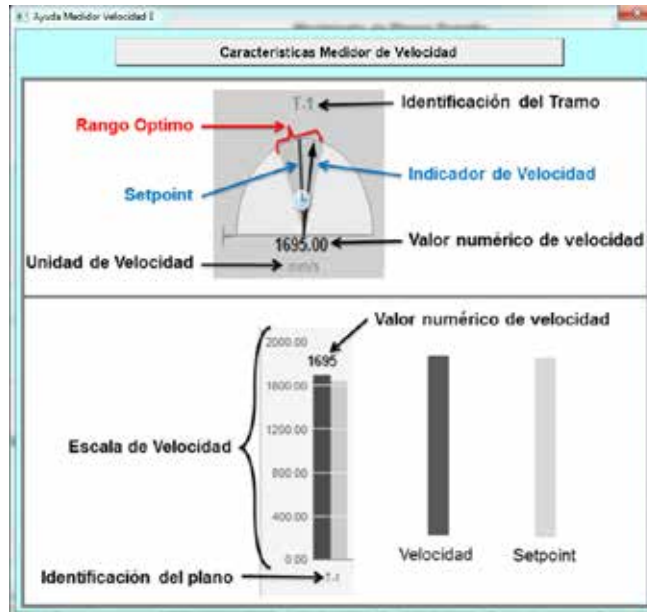 Ayuda Medidor Velocidad I
Características Medidor de Velocidad
T-1
Identificación del Tramo
Rango Optimo
Setpoint
Indicador de Velocidad
1695.00
Valor numérico de velocidad
Unidad de Velocidad
mm/s
Valor numérico de velocidad
2000.00
1695
1600.00
1200.00
Escala de Velocidad
800.00
400.00
0.00
Velocidad
Setpoint
Identificación del plano
T-1